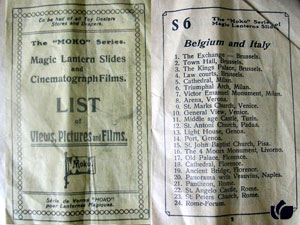 To be had of all Toy Dealers
Stores and Dealers.
The "MOKO" Series.
Magic Lantern Slides
and
Cinematograph Films.
LIST
of
Views, Pictures and Films.
Moko
Série de Verres "MOKO"
pour Lanternes Magiques.
S 6
The "Moko" Series.
Magic Lantern Slides.
Belgium and Italy
1. The Exchange — Brussels.
2. Town Hall, Brussels.
3. The Kings Palace, Brussels.
4. Law courts, Brussels.
5. Cathedral, Milan.
6. Triumphal Arch, Milan.
7. Victor Emanuel Monument, Milan.
8. Arena, Verona.
9. St. Marks Church, Venice.
10. General View, Venice.
11. Middle age Castle, Turin.
12. St. Antoni Church, Padua.
13. Light House, Genoa.
14. Port, Genoa.
15. St. John Baptist Church, Pisa.
16. The 4 Moors Monument, Livorno.
17. Old Palace, Florence.
18. Cathedral, Florence.
19. Ancient Bridge, Florence.
20. Panorama with Vesuvius, Naples.
21. Pantheon, Rome.
22. St. Angelo Castle, Rome.
23. St. Peters Church, Rome.
24. Rome-Forum.